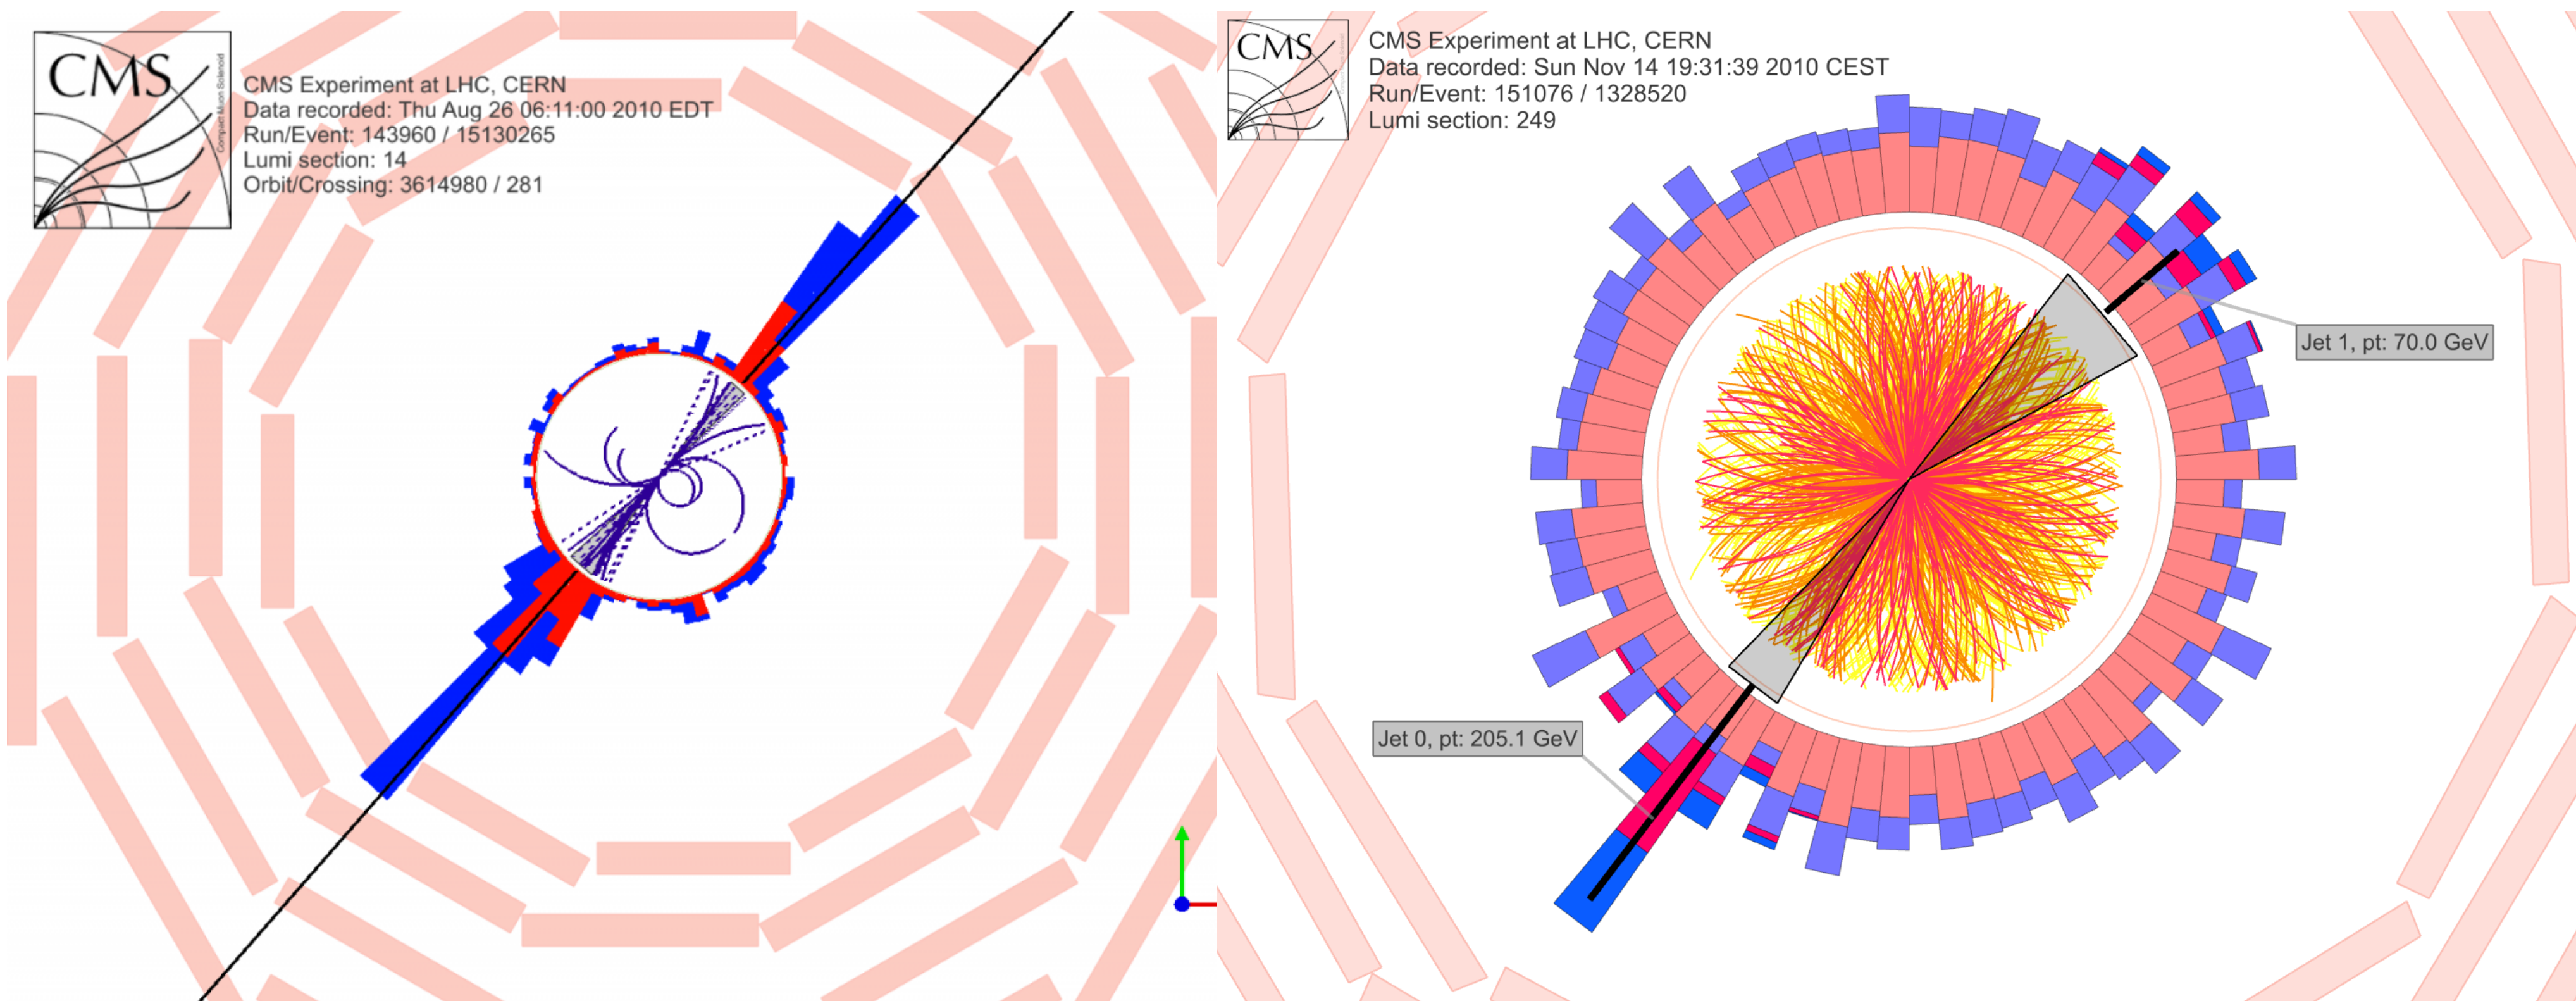 CMS
Compact Muon Solenoid
CMS Experiment at LHC, CERN
Data recorded: Thu Aug 26 06:11:00 2010 EDT
Run/Event: 143960 / 15130265
Lumi section: 14
Orbit/Crossing: 3614980 / 281
CMS
CMS Experiment at LHC, CERN
Data recorded: Sun Nov 14 19:31:39 2010 CEST
Run/Event: 151076 / 1328520
Lumi section: 249
Jet 1, pt: 70.0 GeV
Jet 0, pt: 205.1 GeV